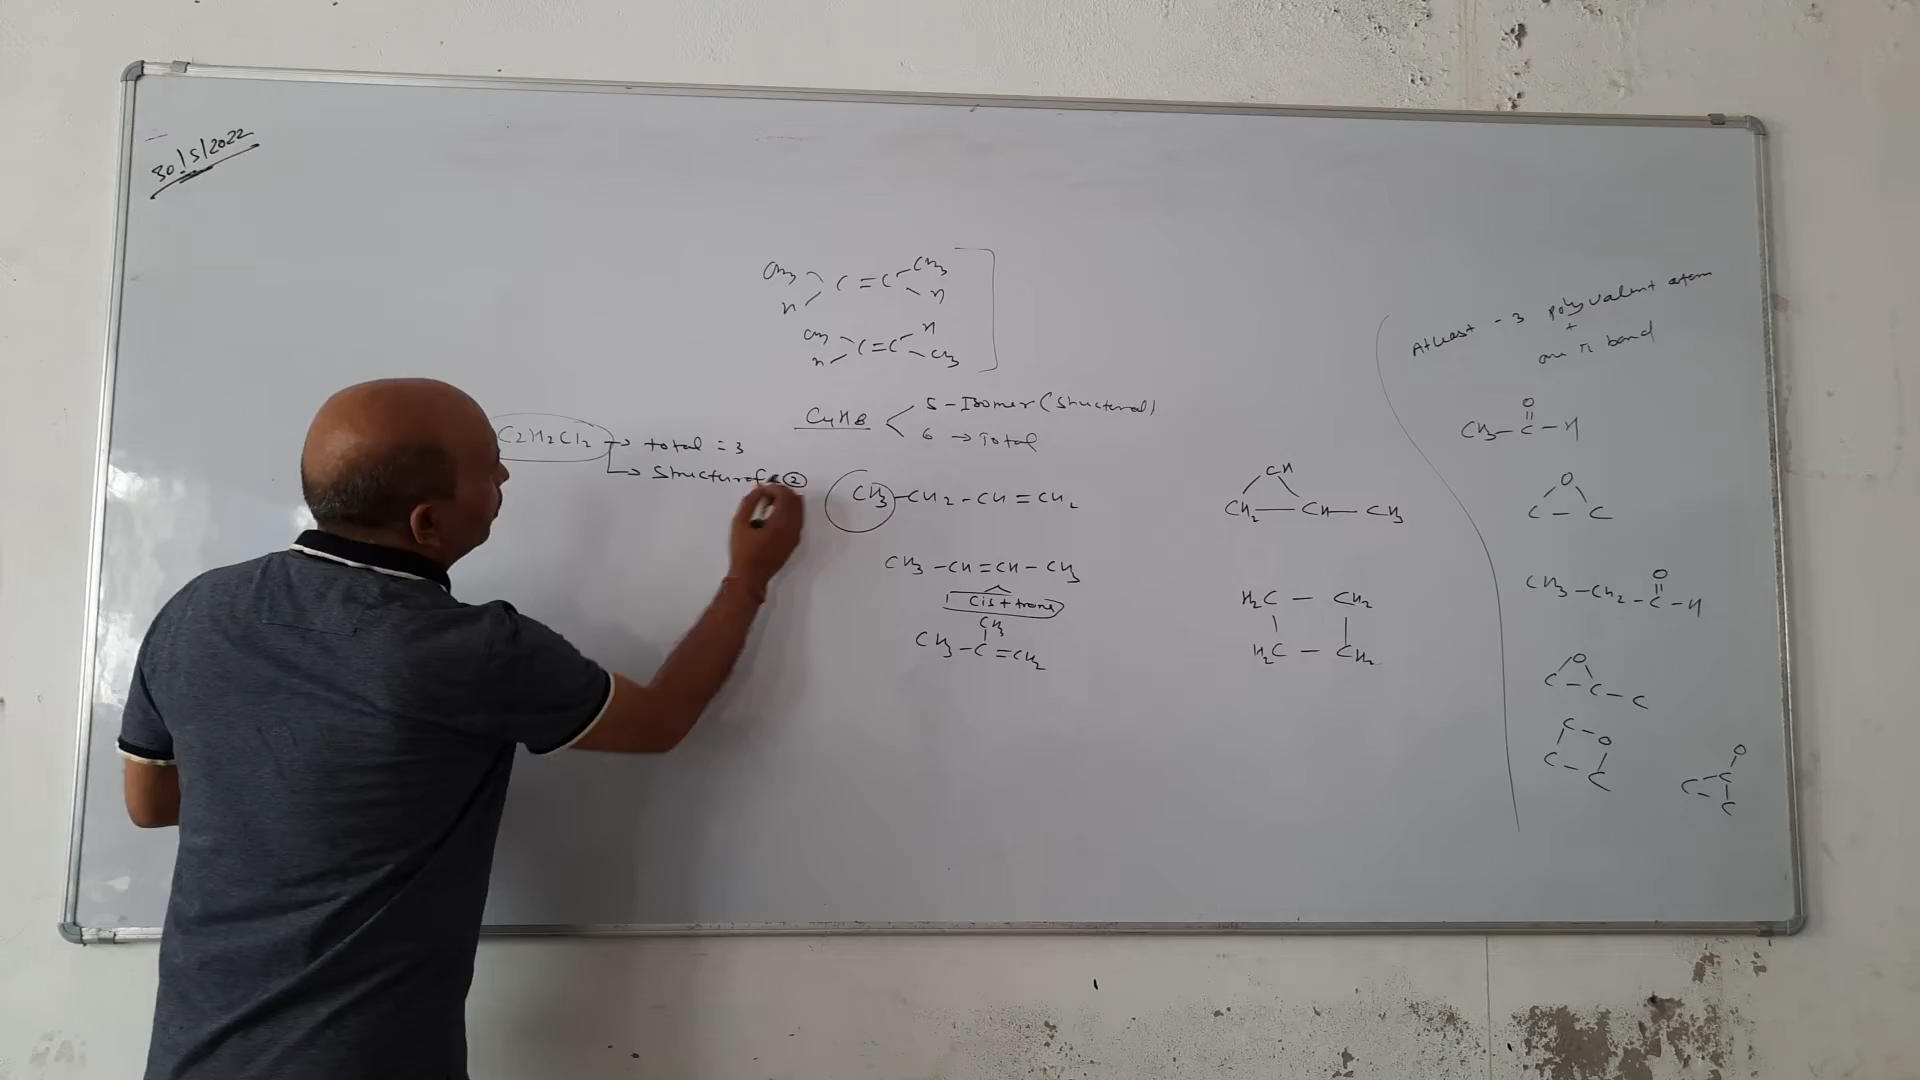 30/5/2022
CH3 C=C CH3
H H
CH3 C=C H
H CH3
C4H8 5-Isomer (Structural)
6 → Total
C2H2Cl2 → total = 3
→ Structural 2
CH3-CH2-CH=CH2
CH3-CH=CH-CH3
Cis+trans
CH3
CH3-C=CH2
CH
CH2-CH-CH3
H2C-CH2
H2C-CH2
Atleast - 3 polyvalent atom
+
one π bond
O
CH3-C-H
O
C-C
O
CH3-CH2-C-H
O
C-C-C
C-O
C-C
O
C-C
C